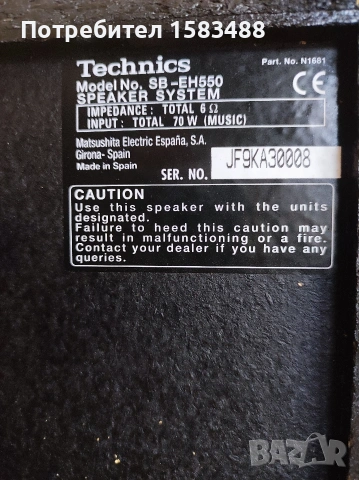 Потребител 1583488
Technics
Part. No. N1681
Model No. SB-EH550
SPEAKER SYSTEM
CE
IMPEDANCE: TOTAL 6 Ω
INPUT: TOTAL 70 W (MUSIC)
Matsushita Electric España, S.A.
Girona- Spain
Made in Spain
SER. NO. JF9KA30008
CAUTION
Use this speaker with the units
designated.
Failure to heed this caution may
result in malfunctioning or a fire.
Contact your dealer if you have any
queries.
BAZAR